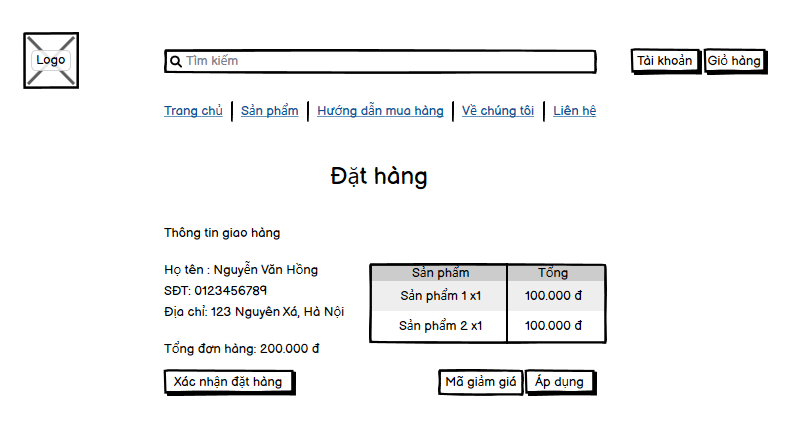 Logo
Tìm kiếm
Tài khoản
Giỏ hàng
Trang chủ
Sản phẩm
Hướng dẫn mua hàng
Về chúng tôi
Liên hệ
Đặt hàng
Thông tin giao hàng
Họ tên : Nguyễn Văn Hồng
SĐT: 0123456789
Địa chỉ: 123 Nguyên Xá, Hà Nội
Tổng đơn hàng: 200.000 đ
Sản phẩm Tổng
Sản phẩm 1 x1 100.000 đ
Sản phẩm 2 x1 100.000 đ
Xác nhận đặt hàng
Mã giảm giá
Áp dụng